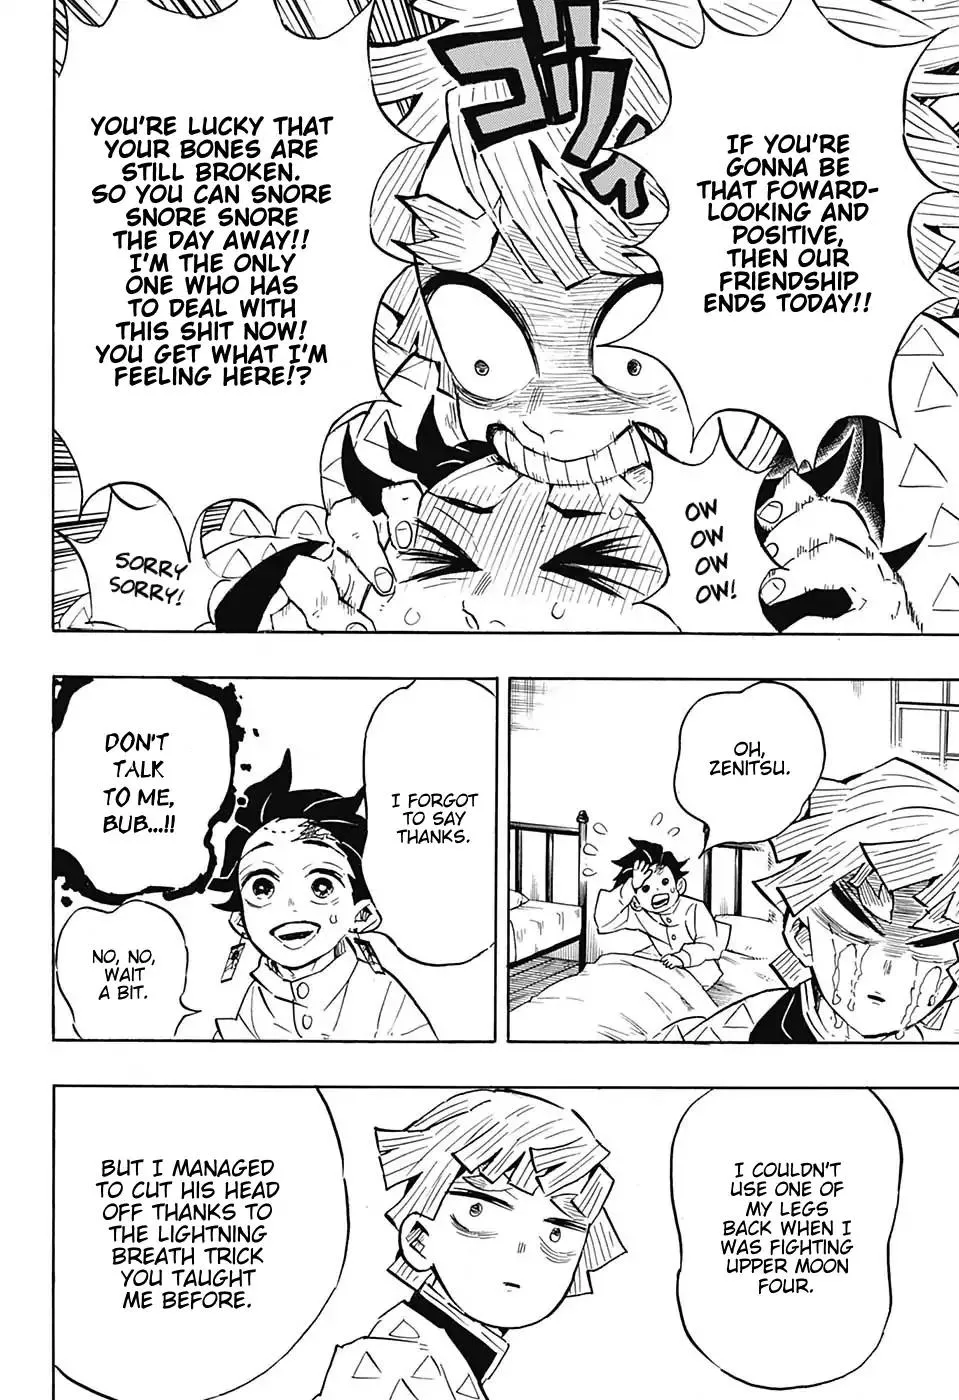 IF YOU'RE
GONNA BE
THAT FOWARD-
LOOKING AND
POSITIVE,
THEN OUR
FRIENDSHIP
ENDS TODAY!!
ゴリッ
YOU'RE LUCKY THAT
YOUR BONES ARE
STILL BROKEN.
SO YOU CAN SNORE
SNORE SNORE
THE DAY AWAY!!
I'M THE ONLY
ONE WHO HAS
TO DEAL WITH
THIS SHIT NOW!
YOU GET WHAT I'M
FEELING HERE!?
OW
OW
OW
OW!
SORRY
SORRY!
OH,
ZENITSU.
I FORGOT
TO SAY
THANKS.
DON'T
TALK
TO ME,
BUB...!!
NO, NO,
WAIT
A BIT.
I COULDN'T
USE ONE OF
MY LEGS
BACK WHEN I
WAS FIGHTING
UPPER MOON
FOUR.
BUT I MANAGED
TO CUT HIS HEAD
OFF THANKS TO
THE LIGHTNING
BREATH TRICK
YOU TAUGHT
ME BEFORE.